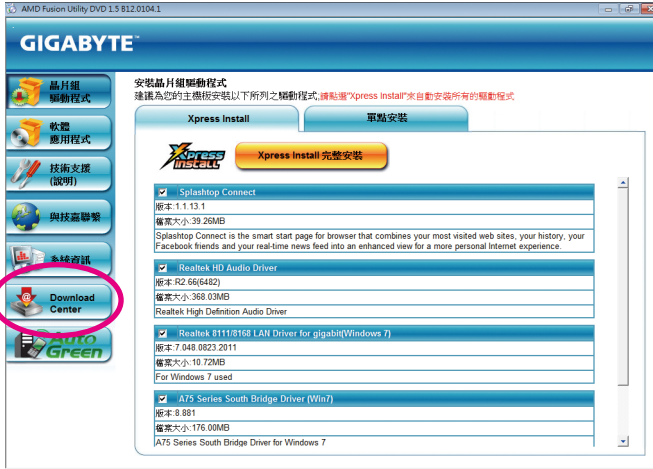 AMD Fusion Utility DVD 1.5 B12.0104.1
GIGABYTE™
晶片組
驅動程式
軟體
應用程式
技術支援
(說明)
與技嘉聯繫
系統資訊
Download
Center
Auto
Green
安裝晶片組驅動程式
建議為您的主機板安裝以下所列之驅動程式;請點選"Xpress Install"來自動安裝所有的驅動程式
Xpress Install
單點安裝
Xpress
INSTALL
Xpress Install 完整安裝
Splashtop Connect
版本:1.1.13.1
檔案大小:39.26MB
Splashtop Connect is the smart start page for browser that combines your most visited web sites, your history, your
Facebook friends and your real-time news feed into an enhanced view for a more personal Internet experience.
Realtek HD Audio Driver
版本:R2.66(6482)
檔案大小:368.03MB
Realtek High Definition Audio Driver
Realtek 8111/8168 LAN Driver for gigabit(Windows 7)
版本:7.048.0823.2011
檔案大小:10.72MB
For Windows 7 used
A75 Series South Bridge Driver (Win7)
版本:8.881
檔案大小:176.00MB
A75 Series South Bridge Driver for Windows 7